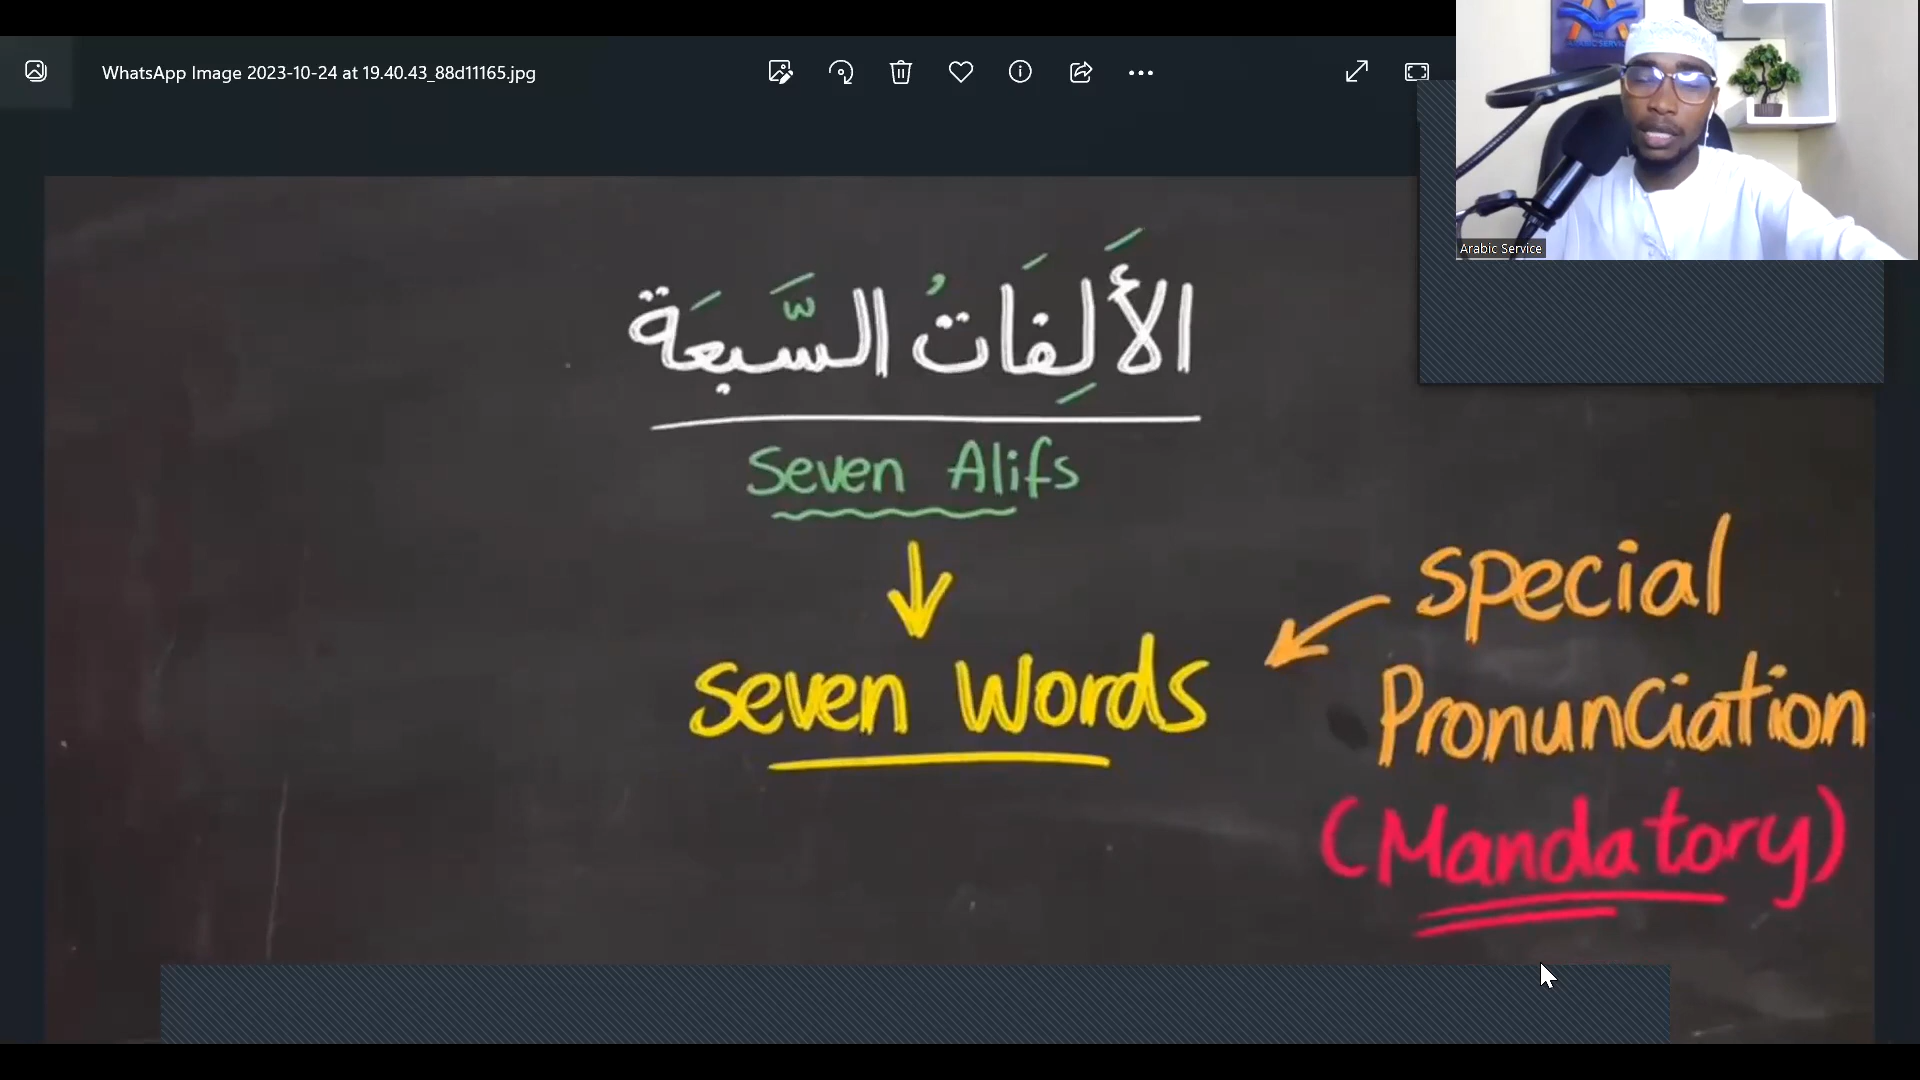 WhatsApp Image 2023-10-24 at 19.40.43_88d11165.jpg
Arabic Service
الأَلِفَاتُ السَّبعَة
Seven Alifs
Seven Words
special
Pronunciation
(Mandatory)